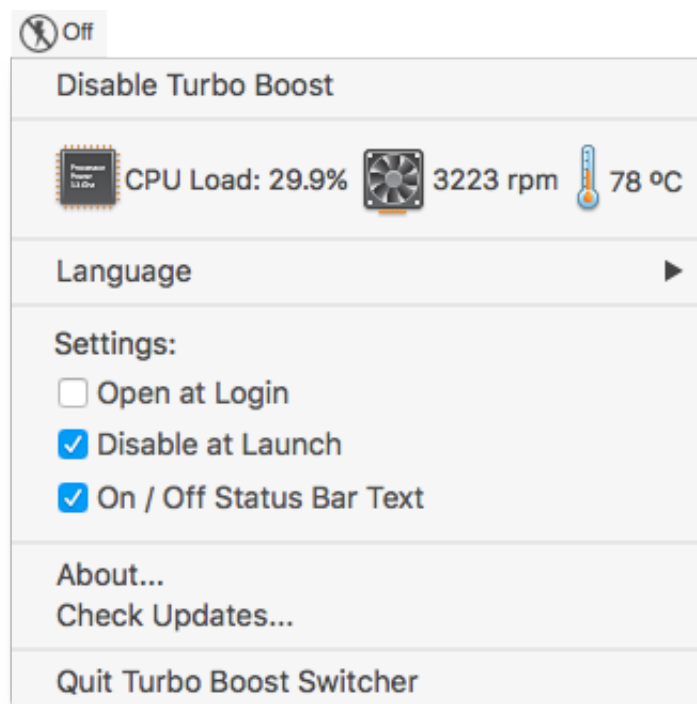 Off
Disable Turbo Boost
CPU Load: 29.9% 3223 rpm 78 ºC
Language
Settings:
Open at Login
Disable at Launch
On / Off Status Bar Text
About...
Check Updates...
Quit Turbo Boost Switcher